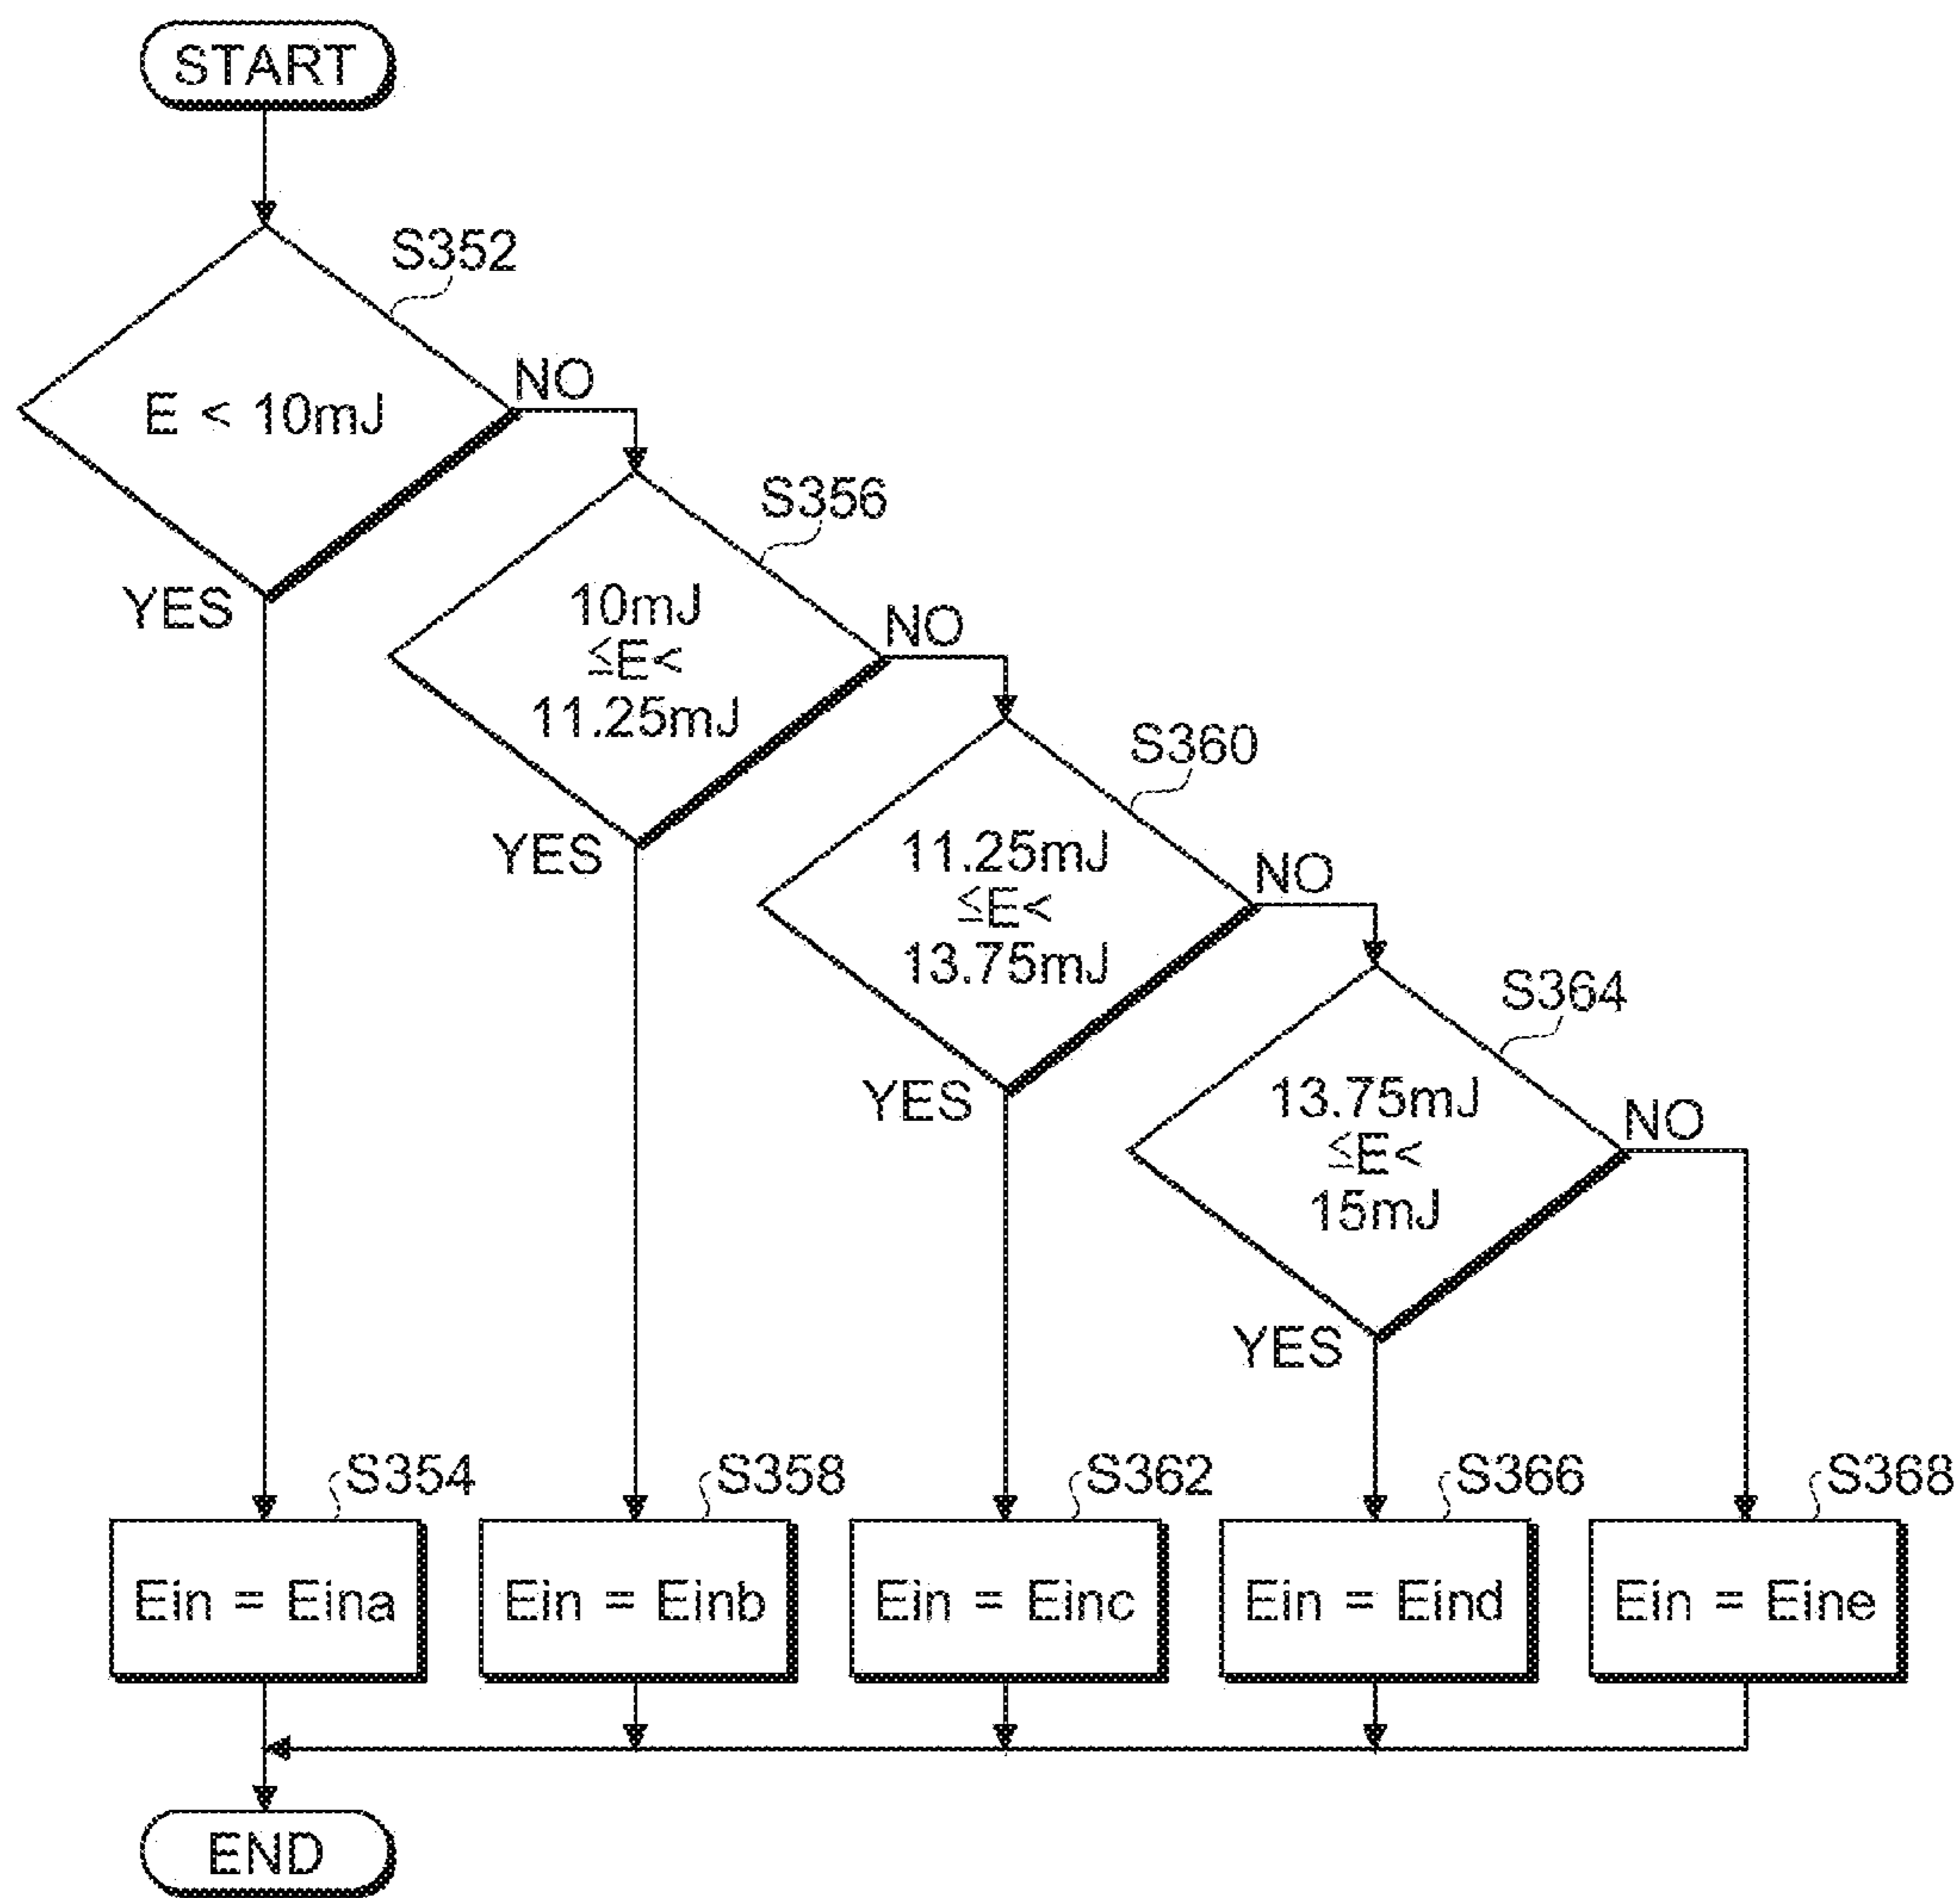 START
S352
E < 10mJ
NO
YES
S356
10mJ
≦E<
11.25mJ
NO
YES
S360
11.25mJ
≦E<
13.75mJ
NO
YES
S364
13.75mJ
≦E<
15mJ
NO
YES
S354
Ein = Eina
S358
Ein = Einb
S362
Ein = Einc
S366
Ein = Eind
S368
Ein = Eine
END